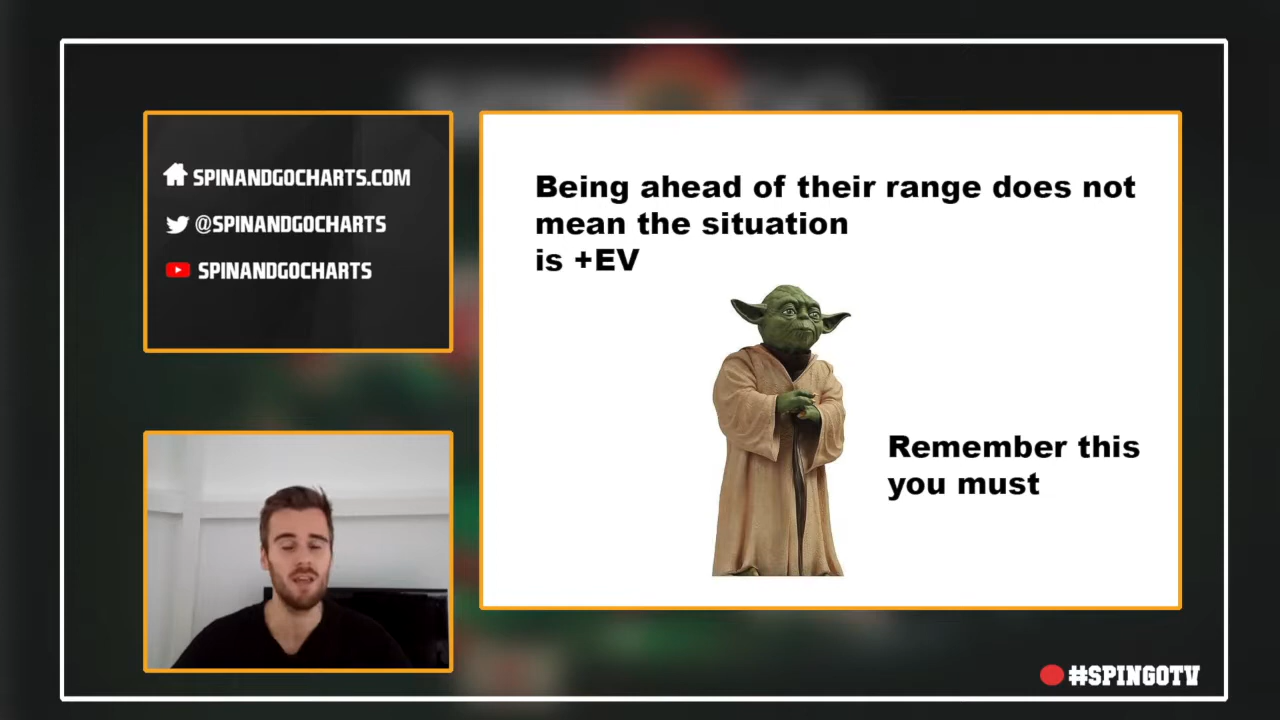 SPINANDGOCHARTS.COM
@SPINANDGOCHARTS
SPINANDGOCHARTS
Being ahead of their range does not
mean the situation
is +EV
Remember this
you must
#SPINGOTV